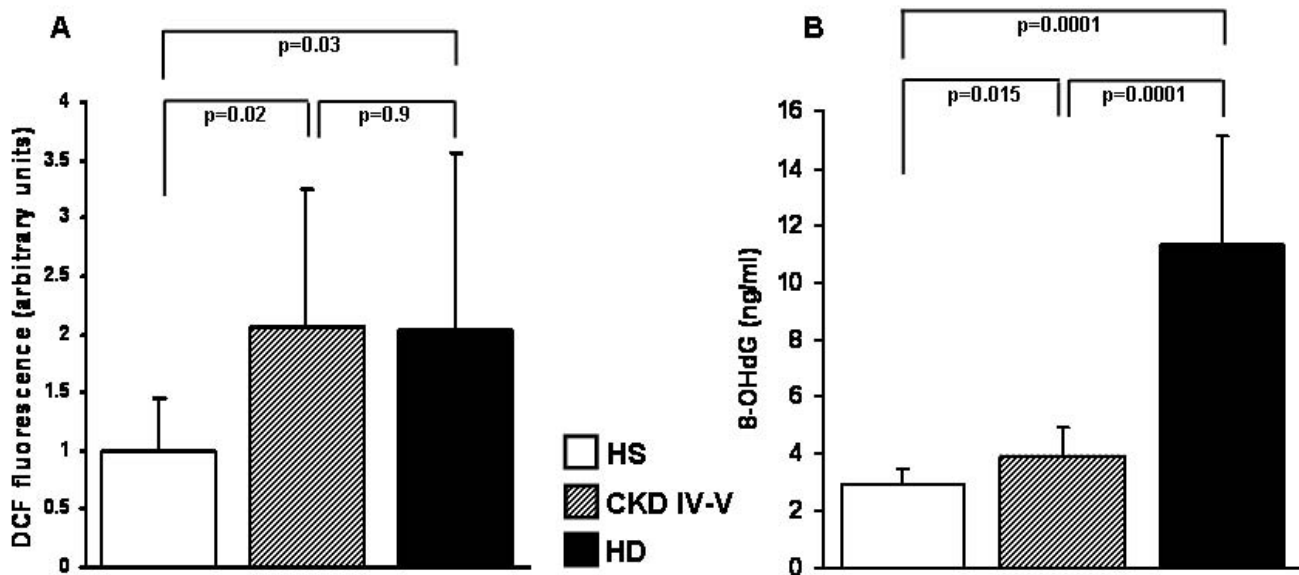 A
p=0.03
p=0.02
p=0.9
DCF fluorescence (arbitrary units)
4
3.5
3
2.5
2
1.5
1
0.5
0
HS
CKD IV-V
HD
B
p=0.0001
p=0.015
p=0.0001
8-OHdG (ng/ml)
16
14
12
10
8
6
4
2
0